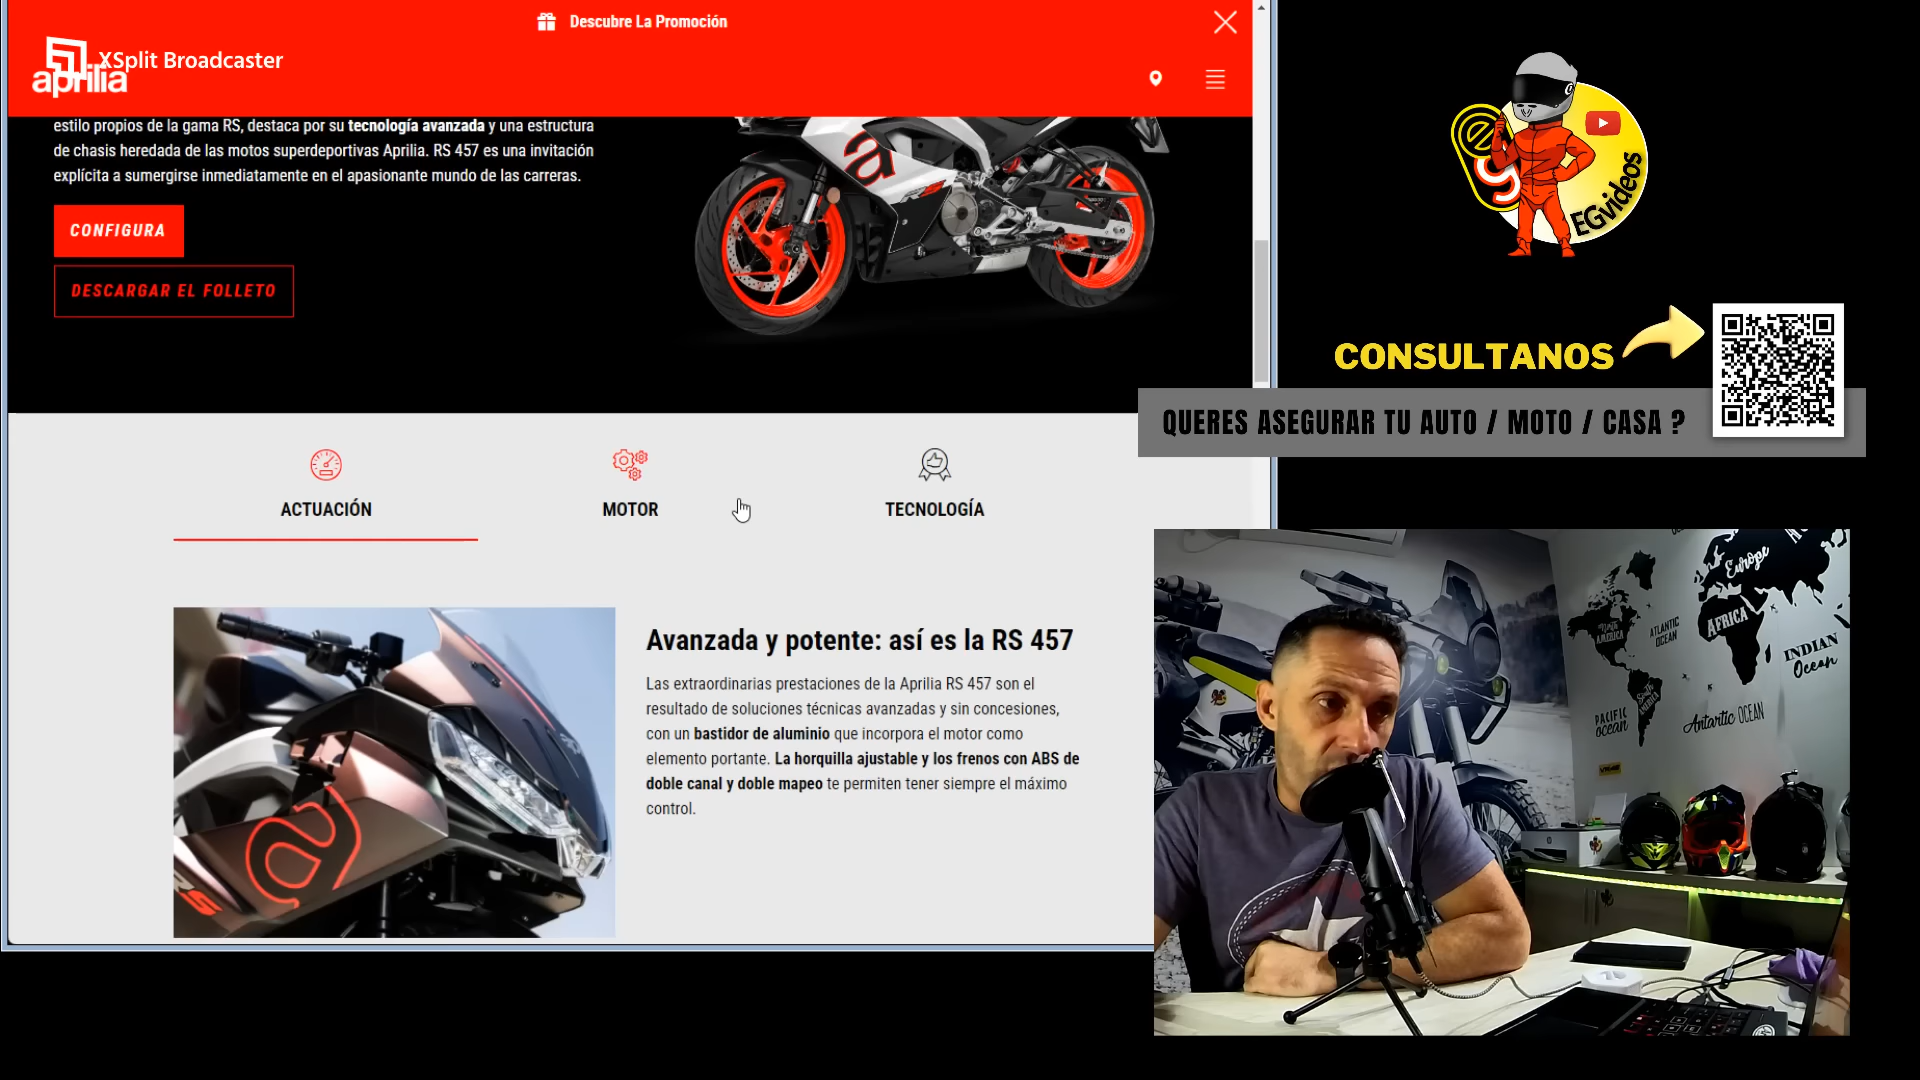 Descubre La Promoción
XSplit Broadcaster
aprilia
estilo propios de la gama RS, destaca por su tecnología avanzada y una estructura
de chasis heredada de las motos superdeportivas Aprilia. RS 457 es una invitación
explícita a sumergirse inmediatamente en el apasionante mundo de las carreras.
CONFIGURA
DESCARGAR EL FOLLETO
ACTUACIÓN
MOTOR
TECNOLOGÍA
Avanzada y potente: así es la RS 457
Las extraordinarias prestaciones de la Aprilia RS 457 son el
resultado de soluciones técnicas avanzadas y sin concesiones,
con un bastidor de aluminio que incorpora el motor como
elemento portante. La horquilla ajustable y los frenos con ABS de
doble canal y doble mapeo te permiten tener siempre el máximo
control.
RS
eg
EGvideos
CONSULTANOS
QUERES ASEGURAR TU AUTO / MOTO / CASA ?
Europe
NORTH
AMERICA
ATLANTIC
OCEAN
AFRICA
INDIAN
Ocean
South
AMERICA
PACIFIC
ocean
Antartic OCEAN